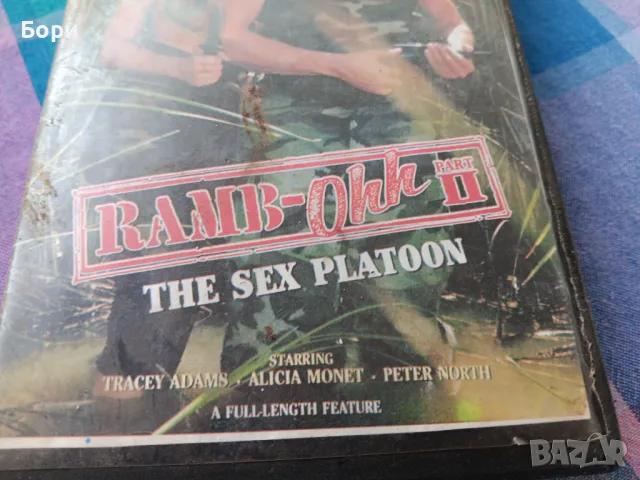 Бори
RAMB-Ohh PART II
THE SEX PLATOON
STARRING
TRACEY ADAMS · ALICIA MONET · PETER NORTH
A FULL-LENGTH FEATURE
BAZAR